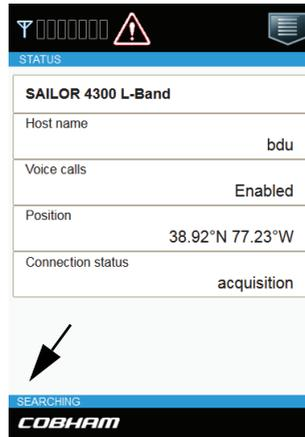 STATUS
SAILOR 4300 L-Band
Host name
bdu
Voice calls
Enabled
Position
38.92°N 77.23°W
Connection status
acquisition
SEARCHING
COBHAM